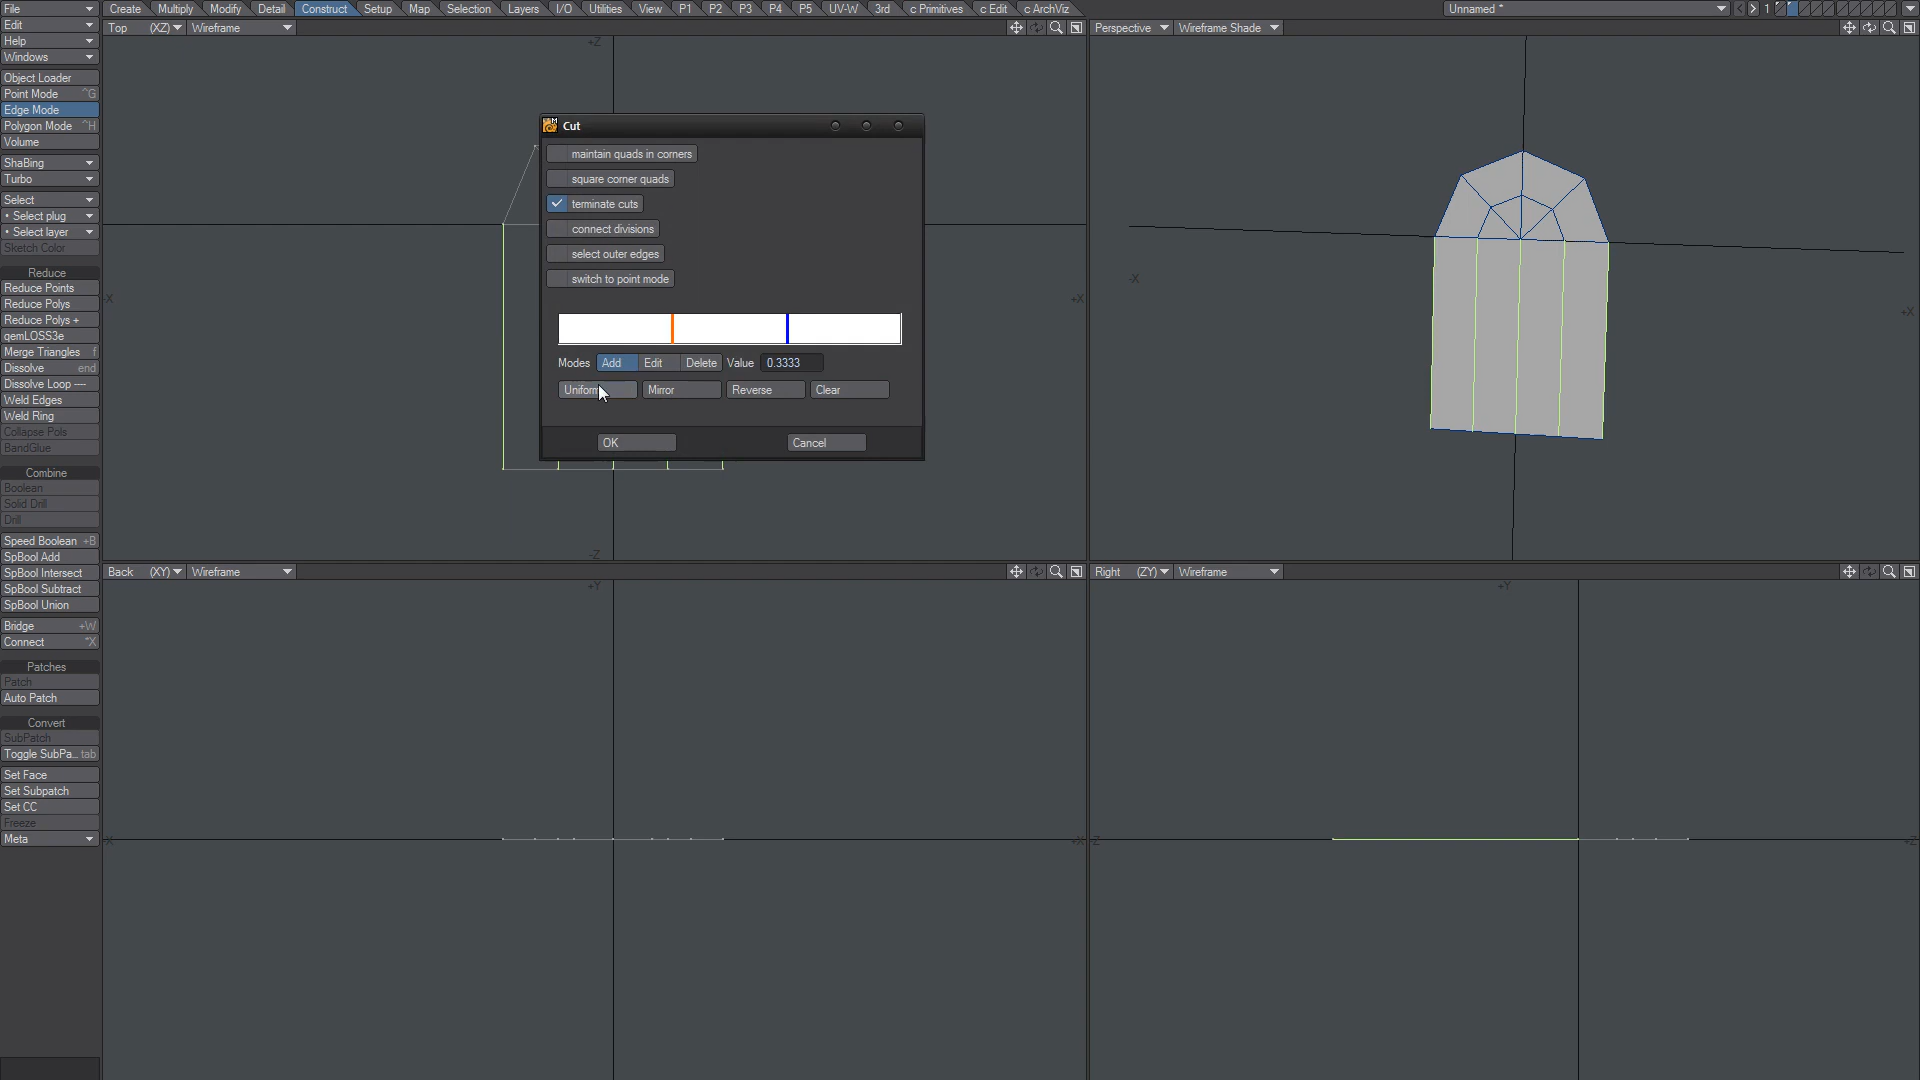 File Create Multiply Modify Detail Construct Setup Map Selection Layers I/O Utilities View P1 P2 P3 P4 P5 UV-W 3rd c Primitives c Edit c ArchViz Unnamed * < > 1
Edit
Top (XZ) Wireframe
Perspective Wireframe Shade
Help
Windows
Object Loader
Point Mode ^G
Edge Mode
Polygon Mode ^H
Volume
ShaBing
Turbo
Select
• Select plug
• Select layer
Sketch Color
Reduce
Reduce Points
Reduce Polys
Reduce Polys +
qemLOSS3e
Merge Triangles f
Dissolve end
Dissolve Loop ----
Weld Edges
Weld Ring
Collapse Pols
BandGlue
Combine
Boolean
Solid Drill
Drill
Speed Boolean +B
SpBool Add
SpBool Intersect
SpBool Subtract
SpBool Union
Bridge +W
Connect *X
Patches
Patch
Auto Patch
Convert
SubPatch
Toggle SubPa... tab
Set Face
Set Subpatch
Set CC
Freeze
Meta
+Z
-X
+X
-Z
Cut
maintain quads in corners
square corner quads
terminate cuts
connect divisions
select outer edges
switch to point mode
Modes Add Edit Delete Value 0.3333
Mirror Reverse Clear
OK Cancel
-X
+X
Back (XY) Wireframe
+Y
-X
+X
Right (ZY) Wireframe
+Y
-Z
+Z